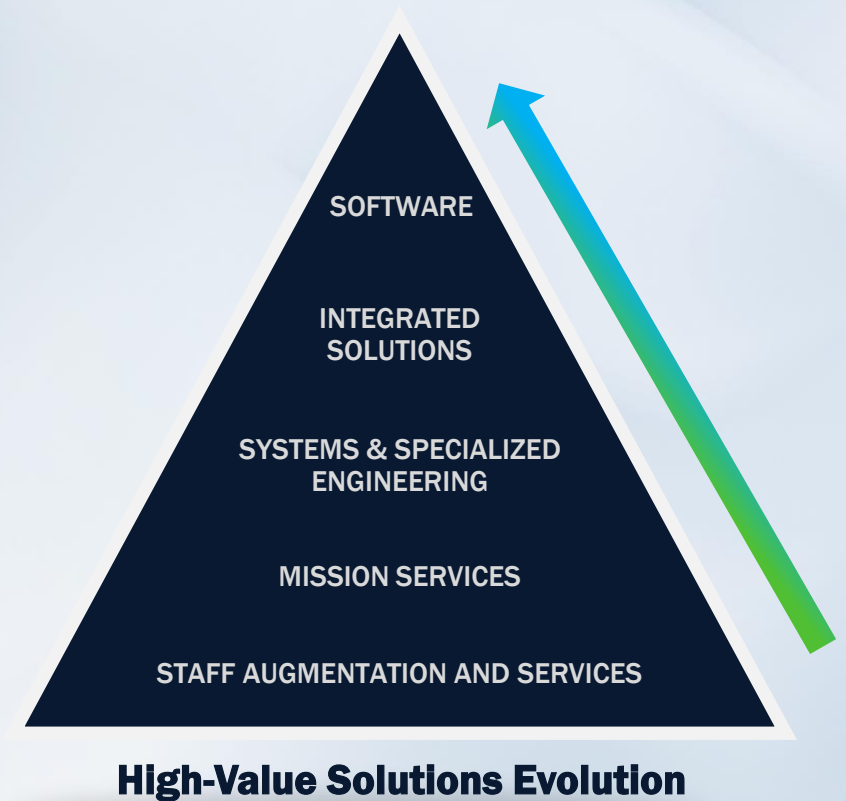 SOFTWARE
INTEGRATED
SOLUTIONS
SYSTEMS & SPECIALIZED
ENGINEERING
MISSION SERVICES
STAFF AUGMENTATION AND SERVICES
High-Value Solutions Evolution